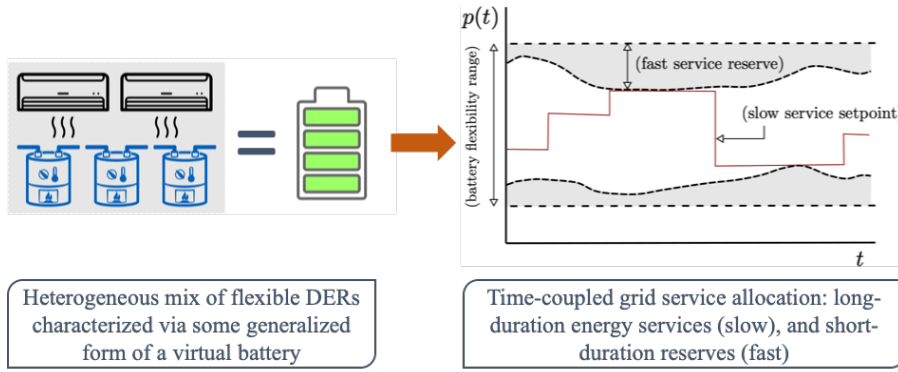 p(t)
(battery flexibility range)
(fast service reserve)
(slow service setpoint)
t
Heterogeneous mix of flexible DERs
characterized via some generalized
form of a virtual battery
Time-coupled grid service allocation: long-
duration energy services (slow), and short-
duration reserves (fast)